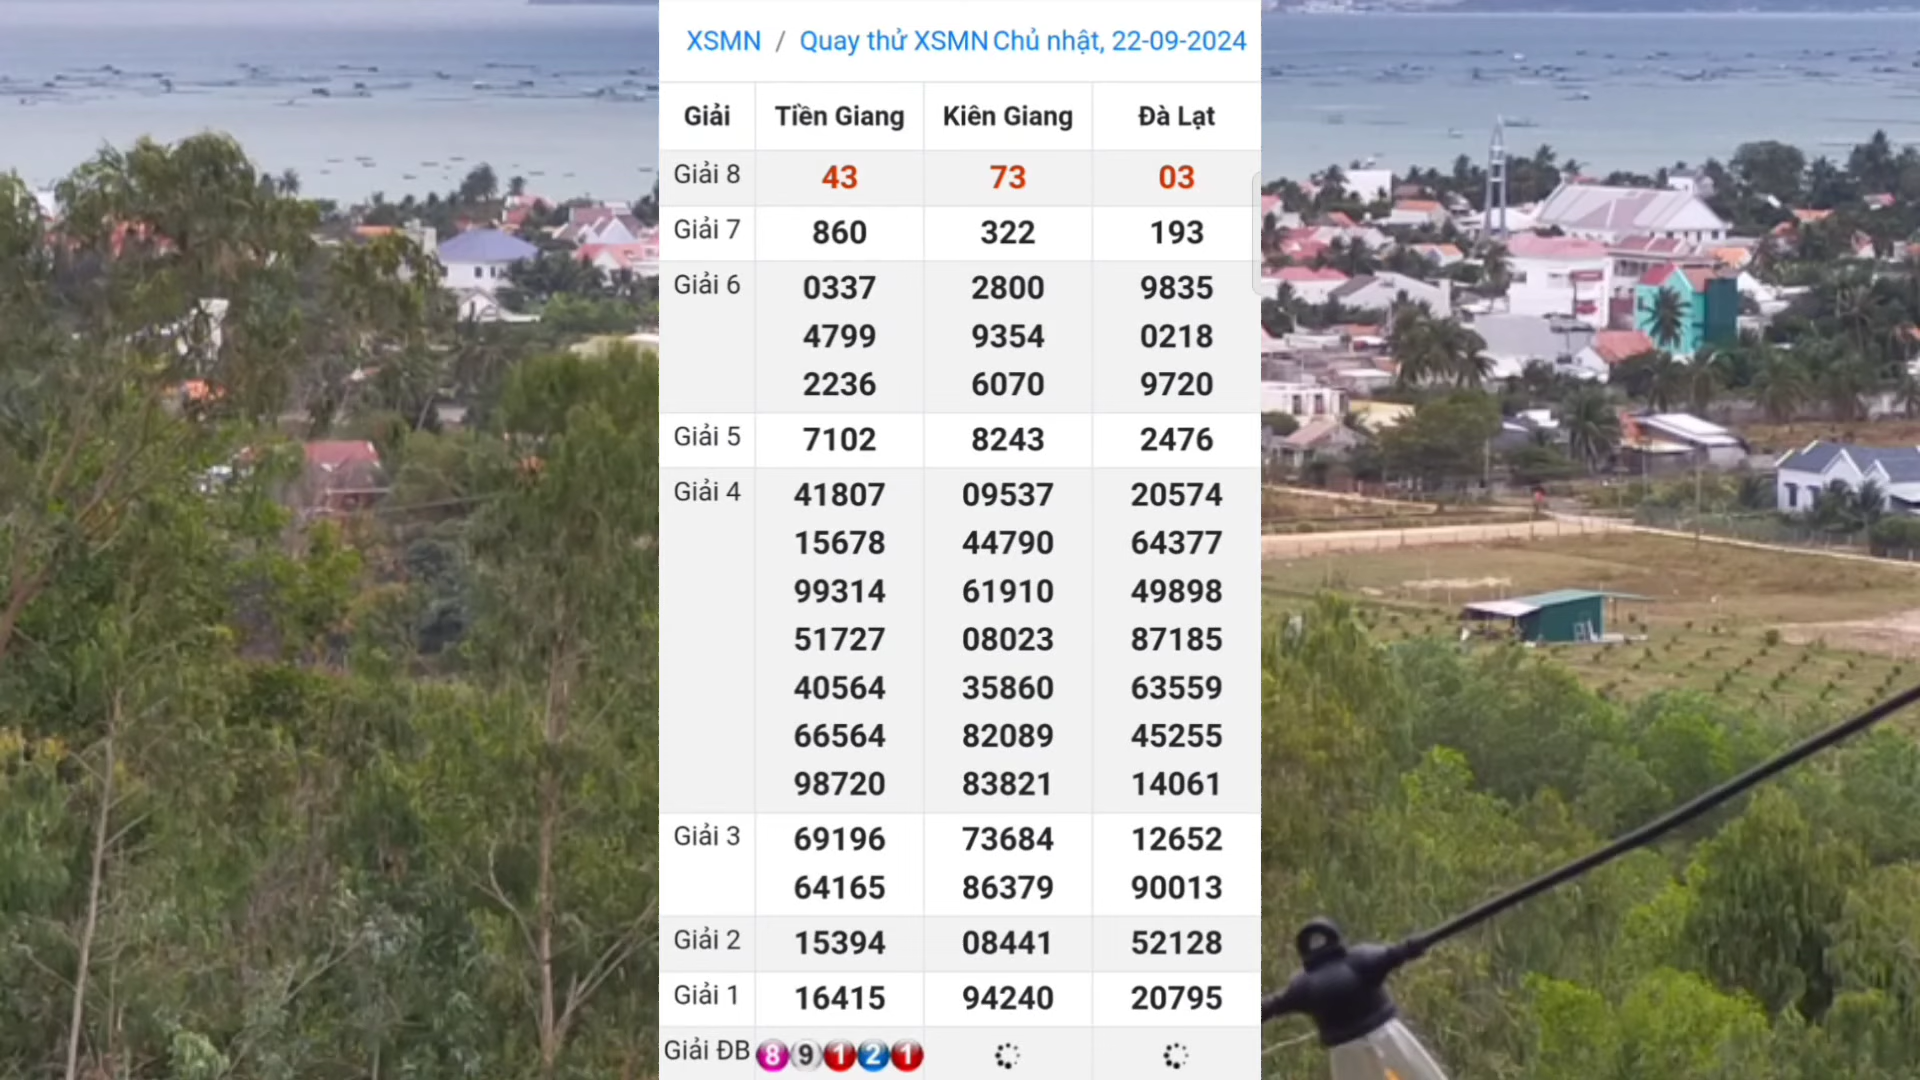 XSMN / Quay thử XSMN Chủ nhật, 22-09-2024
Giải Tiền Giang Kiên Giang Đà Lạt
Giải 8 43 73 03
Giải 7 860 322 193
Giải 6 0337 2800 9835
4799 9354 0218
2236 6070 9720
Giải 5 7102 8243 2476
Giải 4 41807 09537 20574
15678 44790 64377
99314 61910 49898
51727 08023 87185
40564 35860 63559
66564 82089 45255
98720 83821 14061
Giải 3 69196 73684 12652
64165 86379 90013
Giải 2 15394 08441 52128
Giải 1 16415 94240 20795
Giải ĐB 8 9 1 2 1